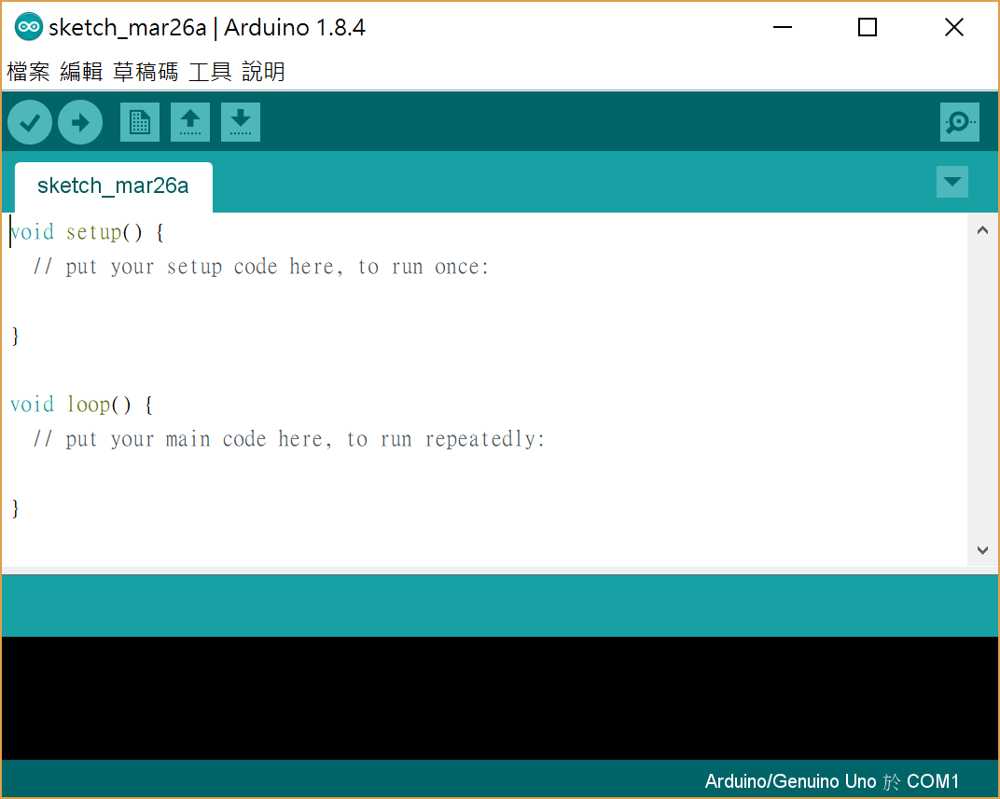 sketch_mar26a | Arduino 1.8.4
檔案 編輯 草稿碼 工具 說明
sketch_mar26a
void setup() {
  // put your setup code here, to run once:
}
void loop() {
  // put your main code here, to run repeatedly:
}
Arduino/Genuino Uno 於 COM1